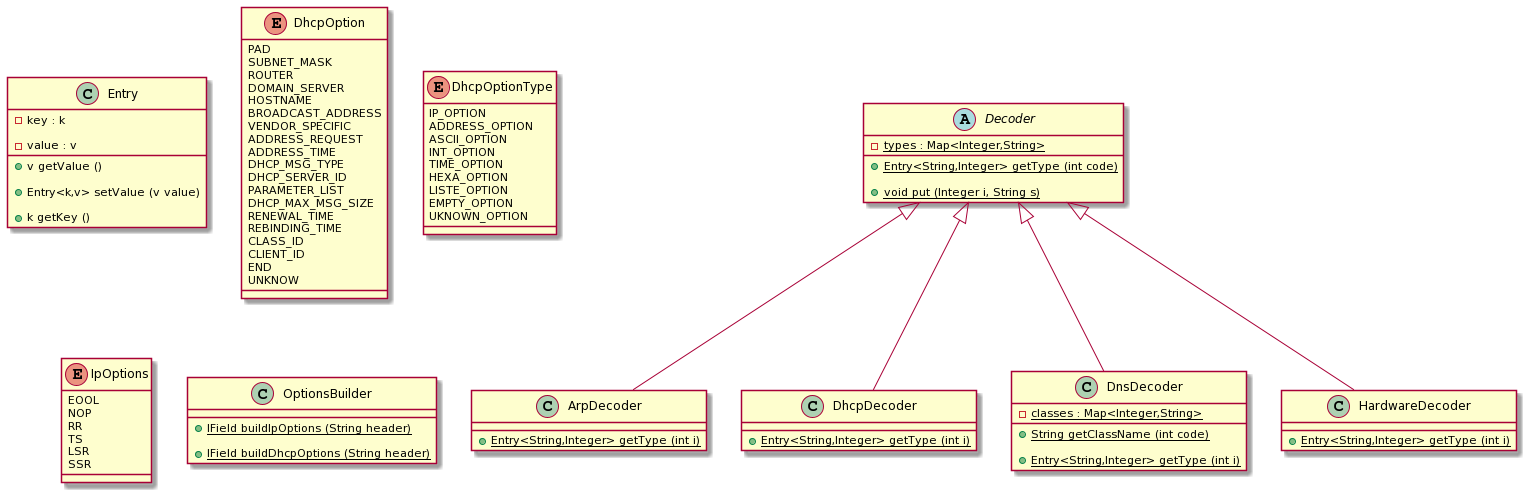 C Entry
key : k
value : v
v getValue ()
Entry<k,v> setValue (v value)
k getKey ()
E DhcpOption
PAD
SUBNET_MASK
ROUTER
DOMAIN_SERVER
HOSTNAME
BROADCAST_ADDRESS
VENDOR_SPECIFIC
ADDRESS_REQUEST
ADDRESS_TIME
DHCP_MSG_TYPE
DHCP_SERVER_ID
PARAMETER_LIST
DHCP_MAX_MSG_SIZE
RENEWAL_TIME
REBINDING_TIME
CLASS_ID
CLIENT_ID
END
UNKNOW
E DhcpOptionType
IP_OPTION
ADDRESS_OPTION
ASCII_OPTION
INT_OPTION
TIME_OPTION
HEXA_OPTION
LISTE_OPTION
EMPTY_OPTION
UKNOWN_OPTION
A Decoder
types : Map<Integer,String>
Entry<String,Integer> getType (int code)
void put (Integer i, String s)
E IpOptions
EOOL
NOP
RR
TS
LSR
SSR
C OptionsBuilder
IField buildIpOptions (String header)
IField buildDhcpOptions (String header)
C ArpDecoder
Entry<String,Integer> getType (int i)
C DhcpDecoder
Entry<String,Integer> getType (int i)
C DnsDecoder
classes : Map<Integer,String>
String getClassName (int code)
Entry<String,Integer> getType (int i)
C HardwareDecoder
Entry<String,Integer> getType (int i)